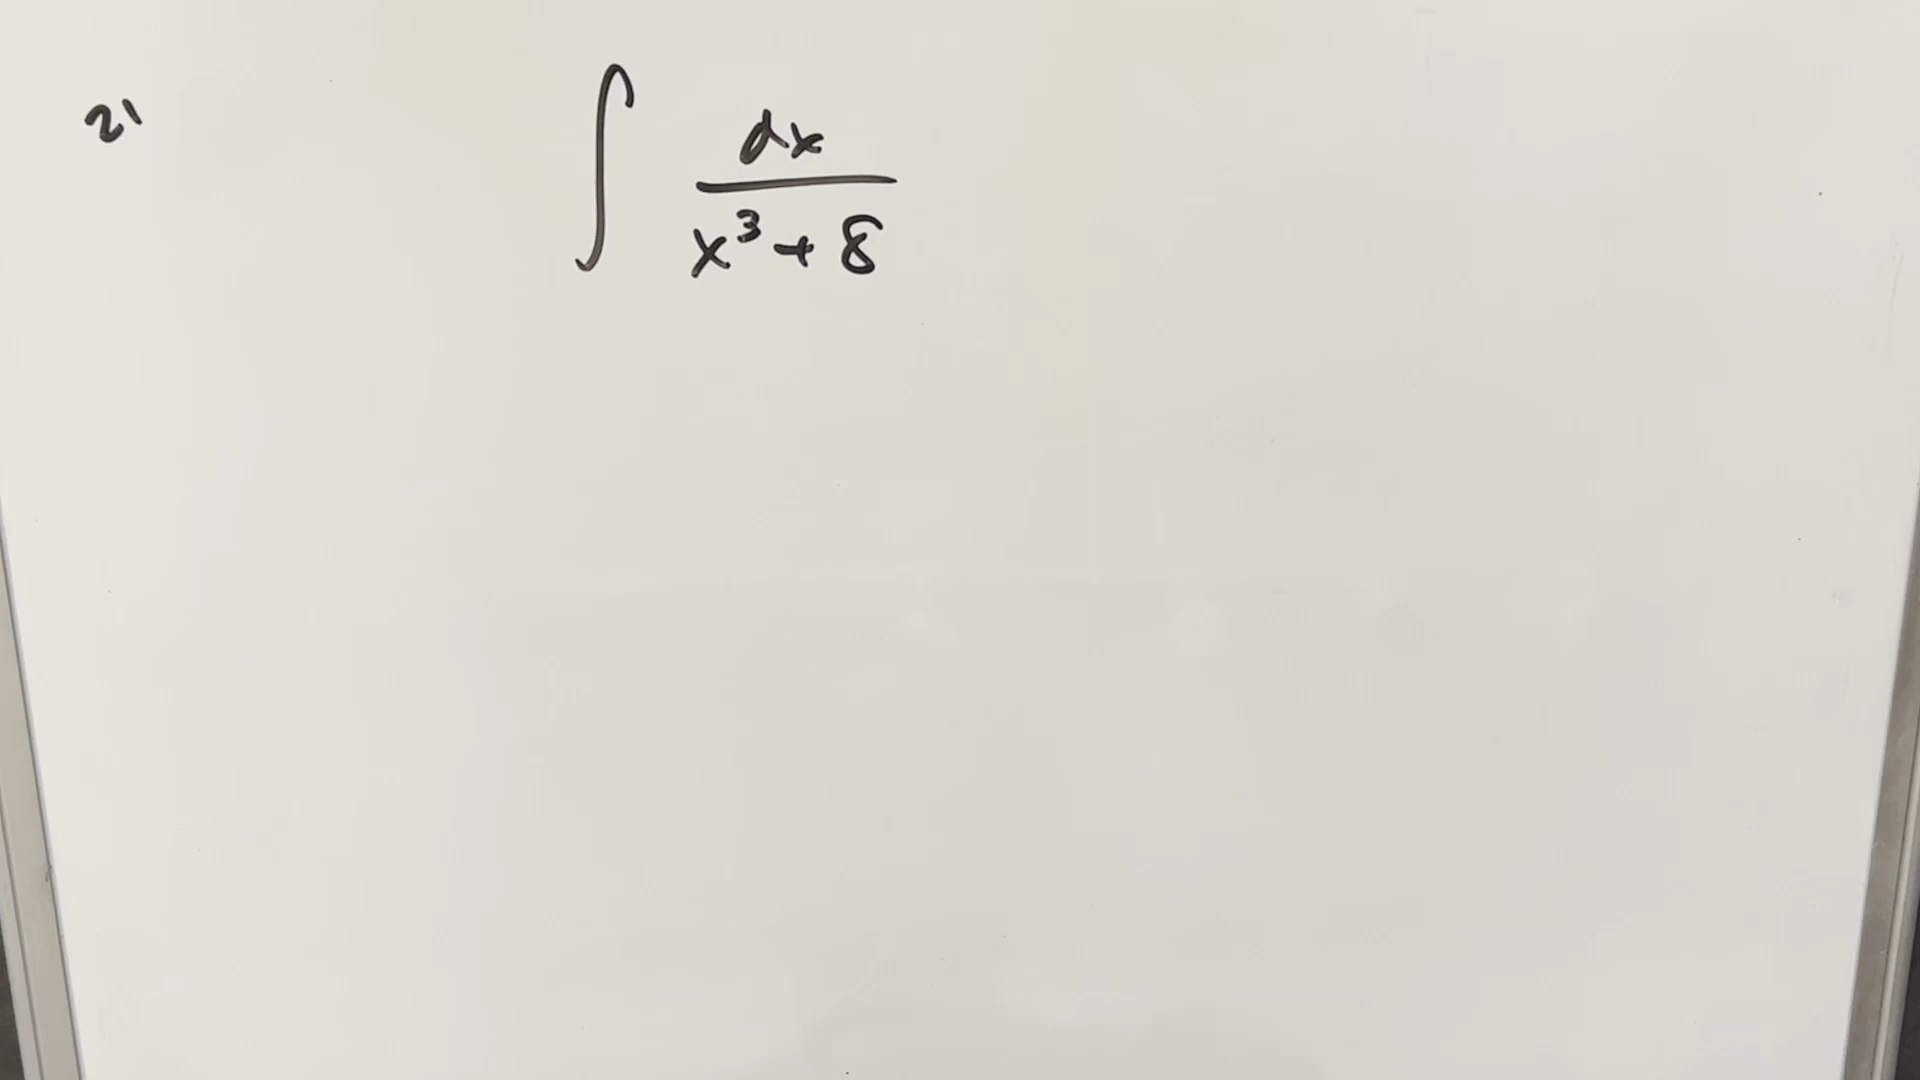 21
∫ dx / (x³ + 8)